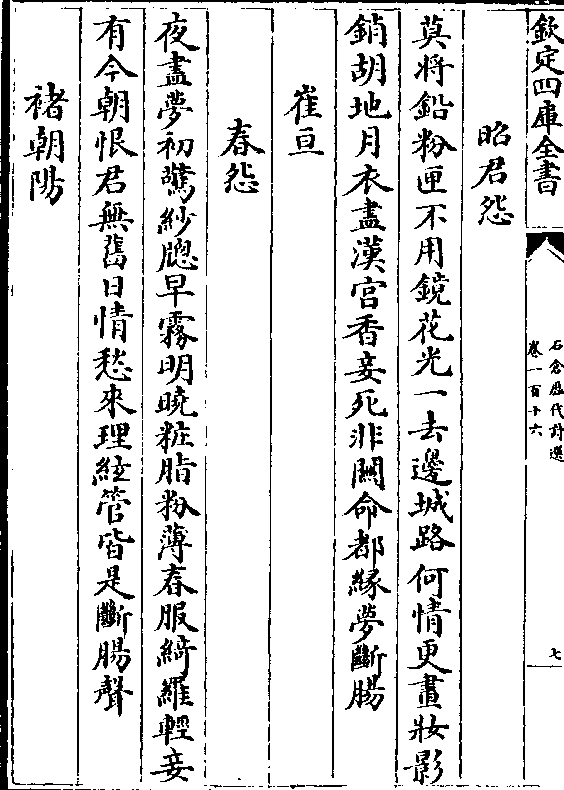 欽定四庫全書
石倉歷代詩選
卷一百十六
七
昭君怨
莫將鉛粉匣不用鏡花光一去邊城路何情更畫妝影
銷胡地月衣盡漢宮香妾死非關命都緣夢斷腸
崔亘
春怨
夜盡夢初驚紗牕早霧明曉粧脂粉薄春服綺羅輕妾
有今朝恨君無舊日情愁來理絃管皆是斷腸聲
褚朝陽